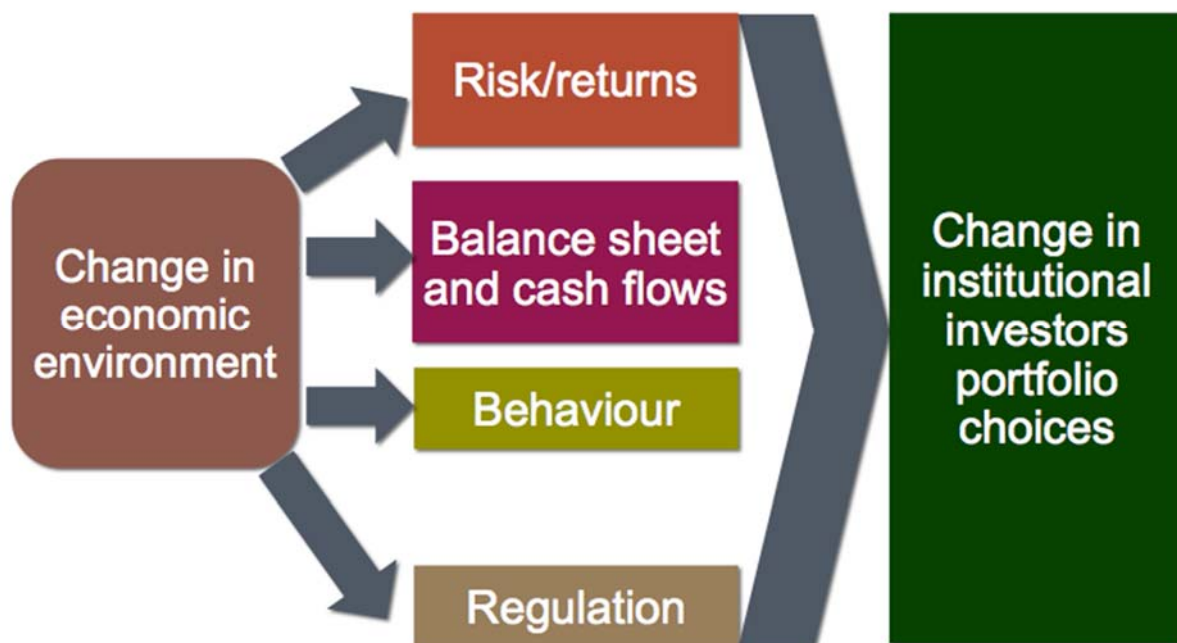 Change in
economic
environment
Risk/returns
Balance sheet
and cash flows
Behaviour
Regulation
Change in
institutional
investors
portfolio
choices